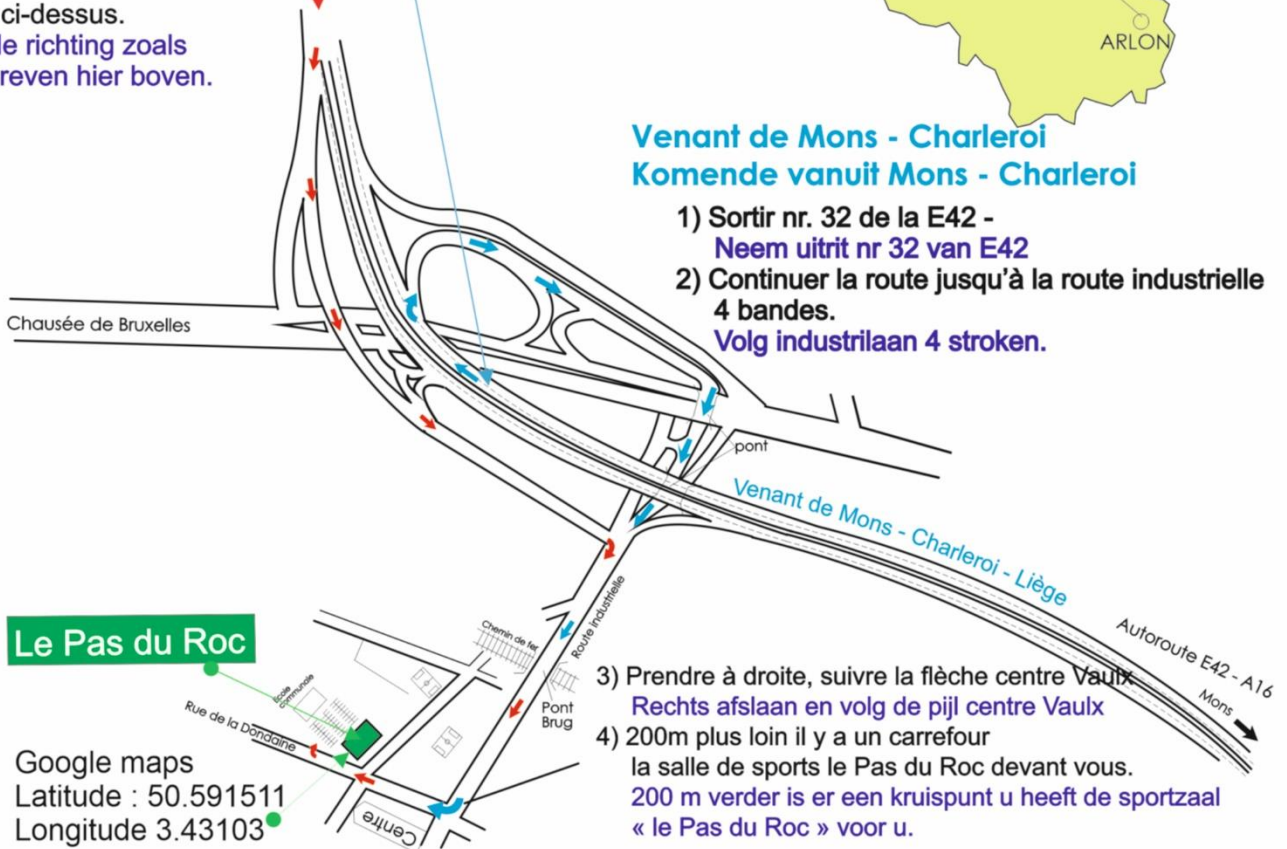 ci-dessus.
le richting zoals
reven hier boven.
ARLON
Venant de Mons - Charleroi
Komende vanuit Mons - Charleroi
1) Sortir nr. 32 de la E42 -
Neem uitrit nr 32 van E42
2) Continuer la route jusqu'à la route industrielle
4 bandes.
Volg industrilaan 4 stroken.
Chausée de Bruxelles
pont
Venant de Mons - Charleroi - Liège
Autoroute E42 - A16
Mons
Route industrielle
Chemin de fer
Pont
Brug
Le Pas du Roc
Ecole
communale
Rue de la Dondaine
Centre
3) Prendre à droite, suivre la flèche centre Vaulx
Rechts afslaan en volg de pijl centre Vaulx
4) 200m plus loin il y a un carrefour
la salle de sports le Pas du Roc devant vous.
200 m verder is er een kruispunt u heeft de sportzaal
« le Pas du Roc » voor u.
Google maps
Latitude : 50.591511
Longitude 3.43103